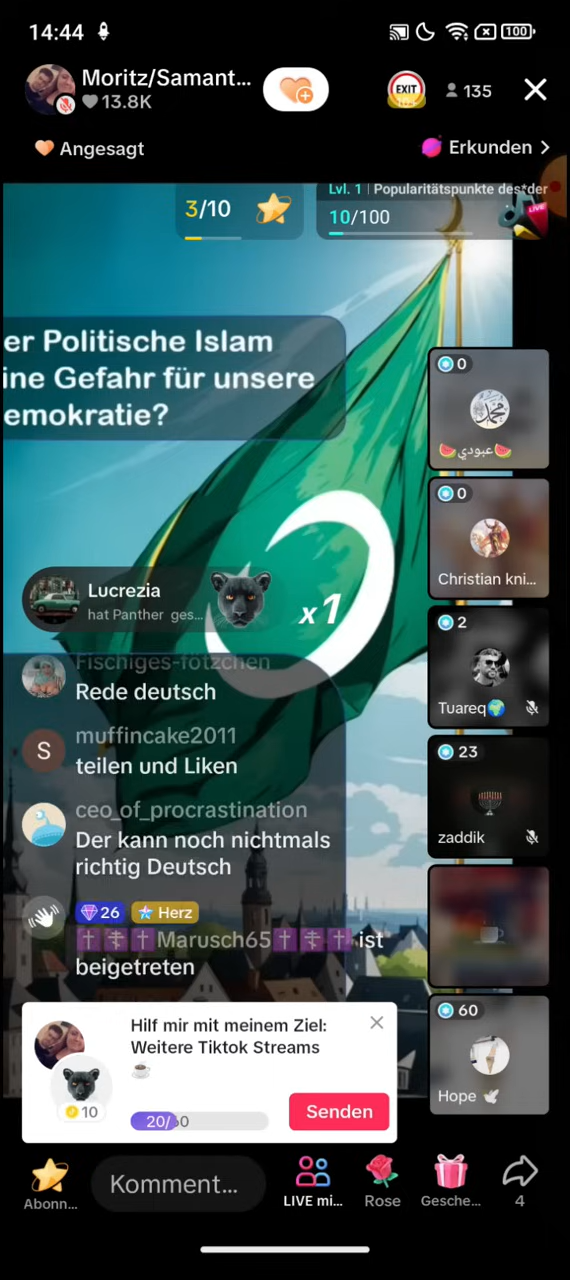 14:44
100
Moritz/Samant...
13.8K
EXIT
135
Angesagt
Erkunden
3/10
Lvl. 1 | Popularitätspunkte des*der
10/100
LIVE
er Politische Islam
ine Gefahr für unsere
emokratie?
0
🍉عبودي🍉
0
Christian kni...
2
Tuareq🌍
23
zaddik
60
Hope 🕊
Lucrezia
hat Panther ges...
x1
Fischiges-fötzchen
Rede deutsch
S
muffincake2011
teilen und Liken
ceo_of_procrastination
Der kann noch nichtmals
richtig Deutsch
26
Herz
✝️☦️✝️Marusch65✝️☦️✝️ ist
beigetreten
Hilf mir mit meinem Ziel:
Weitere Tiktok Streams
☕
10
20/
Senden
Abonn...
Komment...
LIVE mi...
Rose
Gesche...
4